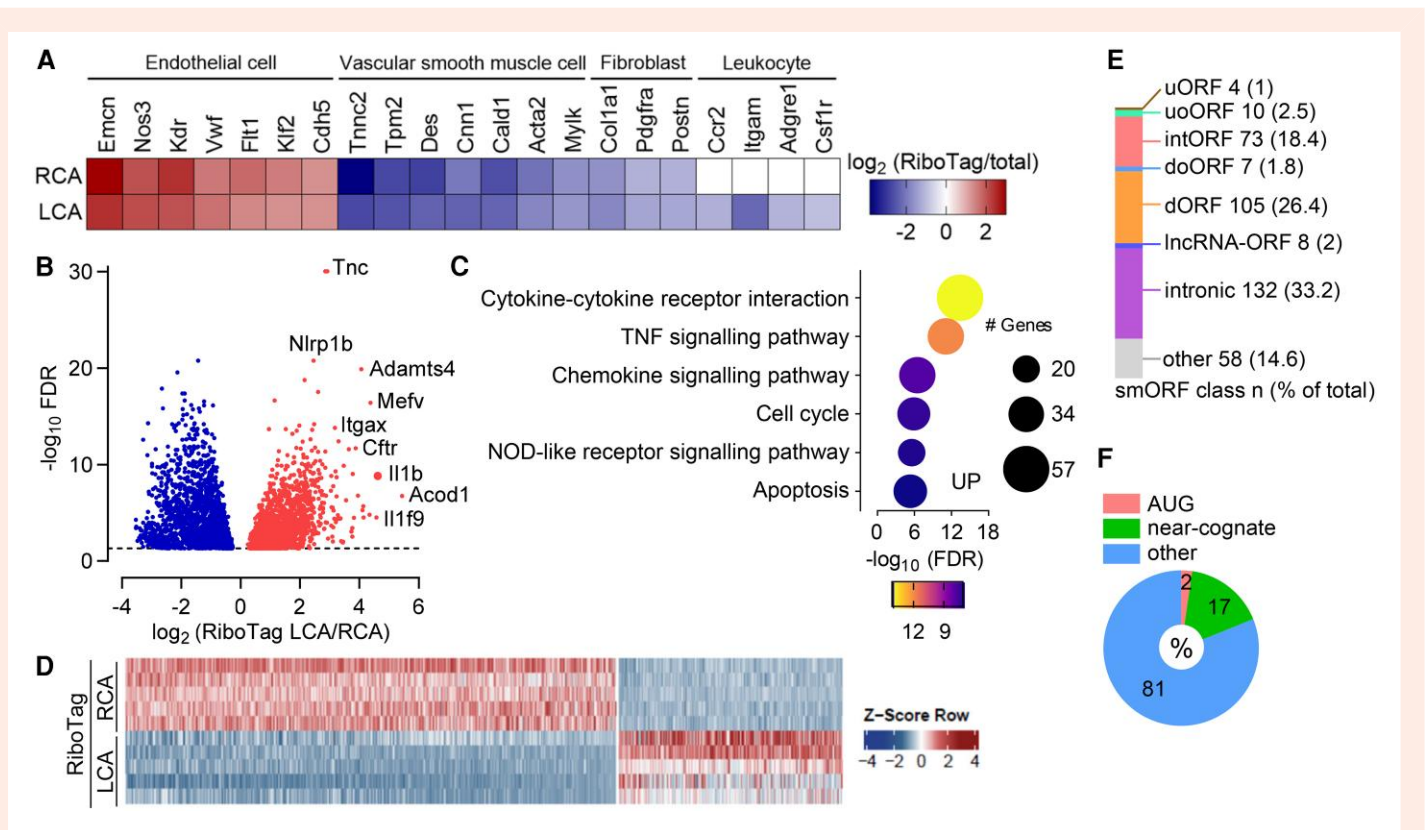 A
Endothelial cell Vascular smooth muscle cell Fibroblast Leukocyte
Emcn Nos3 Kdr Vwf Flt1 Klf2 Cdh5 Tnnc2 Tpm2 Des Cnn1 Cald1 Acta2 Mylk Col1a1 Pdgfra Postn Ccr2 Itgam Adgre1 Csf1r
RCA
LCA
log2 (RiboTag/total)
-2 0 2
B
-log10 FDR
30
20
10
0
Tnc
Nlrp1b
Adamts4
Mefv
Itgax
Cftr
Il1b
Acod1
Il1f9
-4 -2 0 2 4 6
log2 (RiboTag LCA/RCA)
C
Cytokine-cytokine receptor interaction
TNF signalling pathway
Chemokine signalling pathway
Cell cycle
NOD-like receptor signalling pathway
Apoptosis
UP
# Genes
20
34
57
0 6 12 18
-log10 (FDR)
12 9
D
RiboTag
RCA
LCA
Z-Score Row
-4 -2 0 2 4
E
uORF 4 (1)
uoORF 10 (2.5)
intORF 73 (18.4)
doORF 7 (1.8)
dORF 105 (26.4)
lncRNA-ORF 8 (2)
intronic 132 (33.2)
other 58 (14.6)
smORF class n (% of total)
F
AUG
near-cognate
other
2
17
%
81